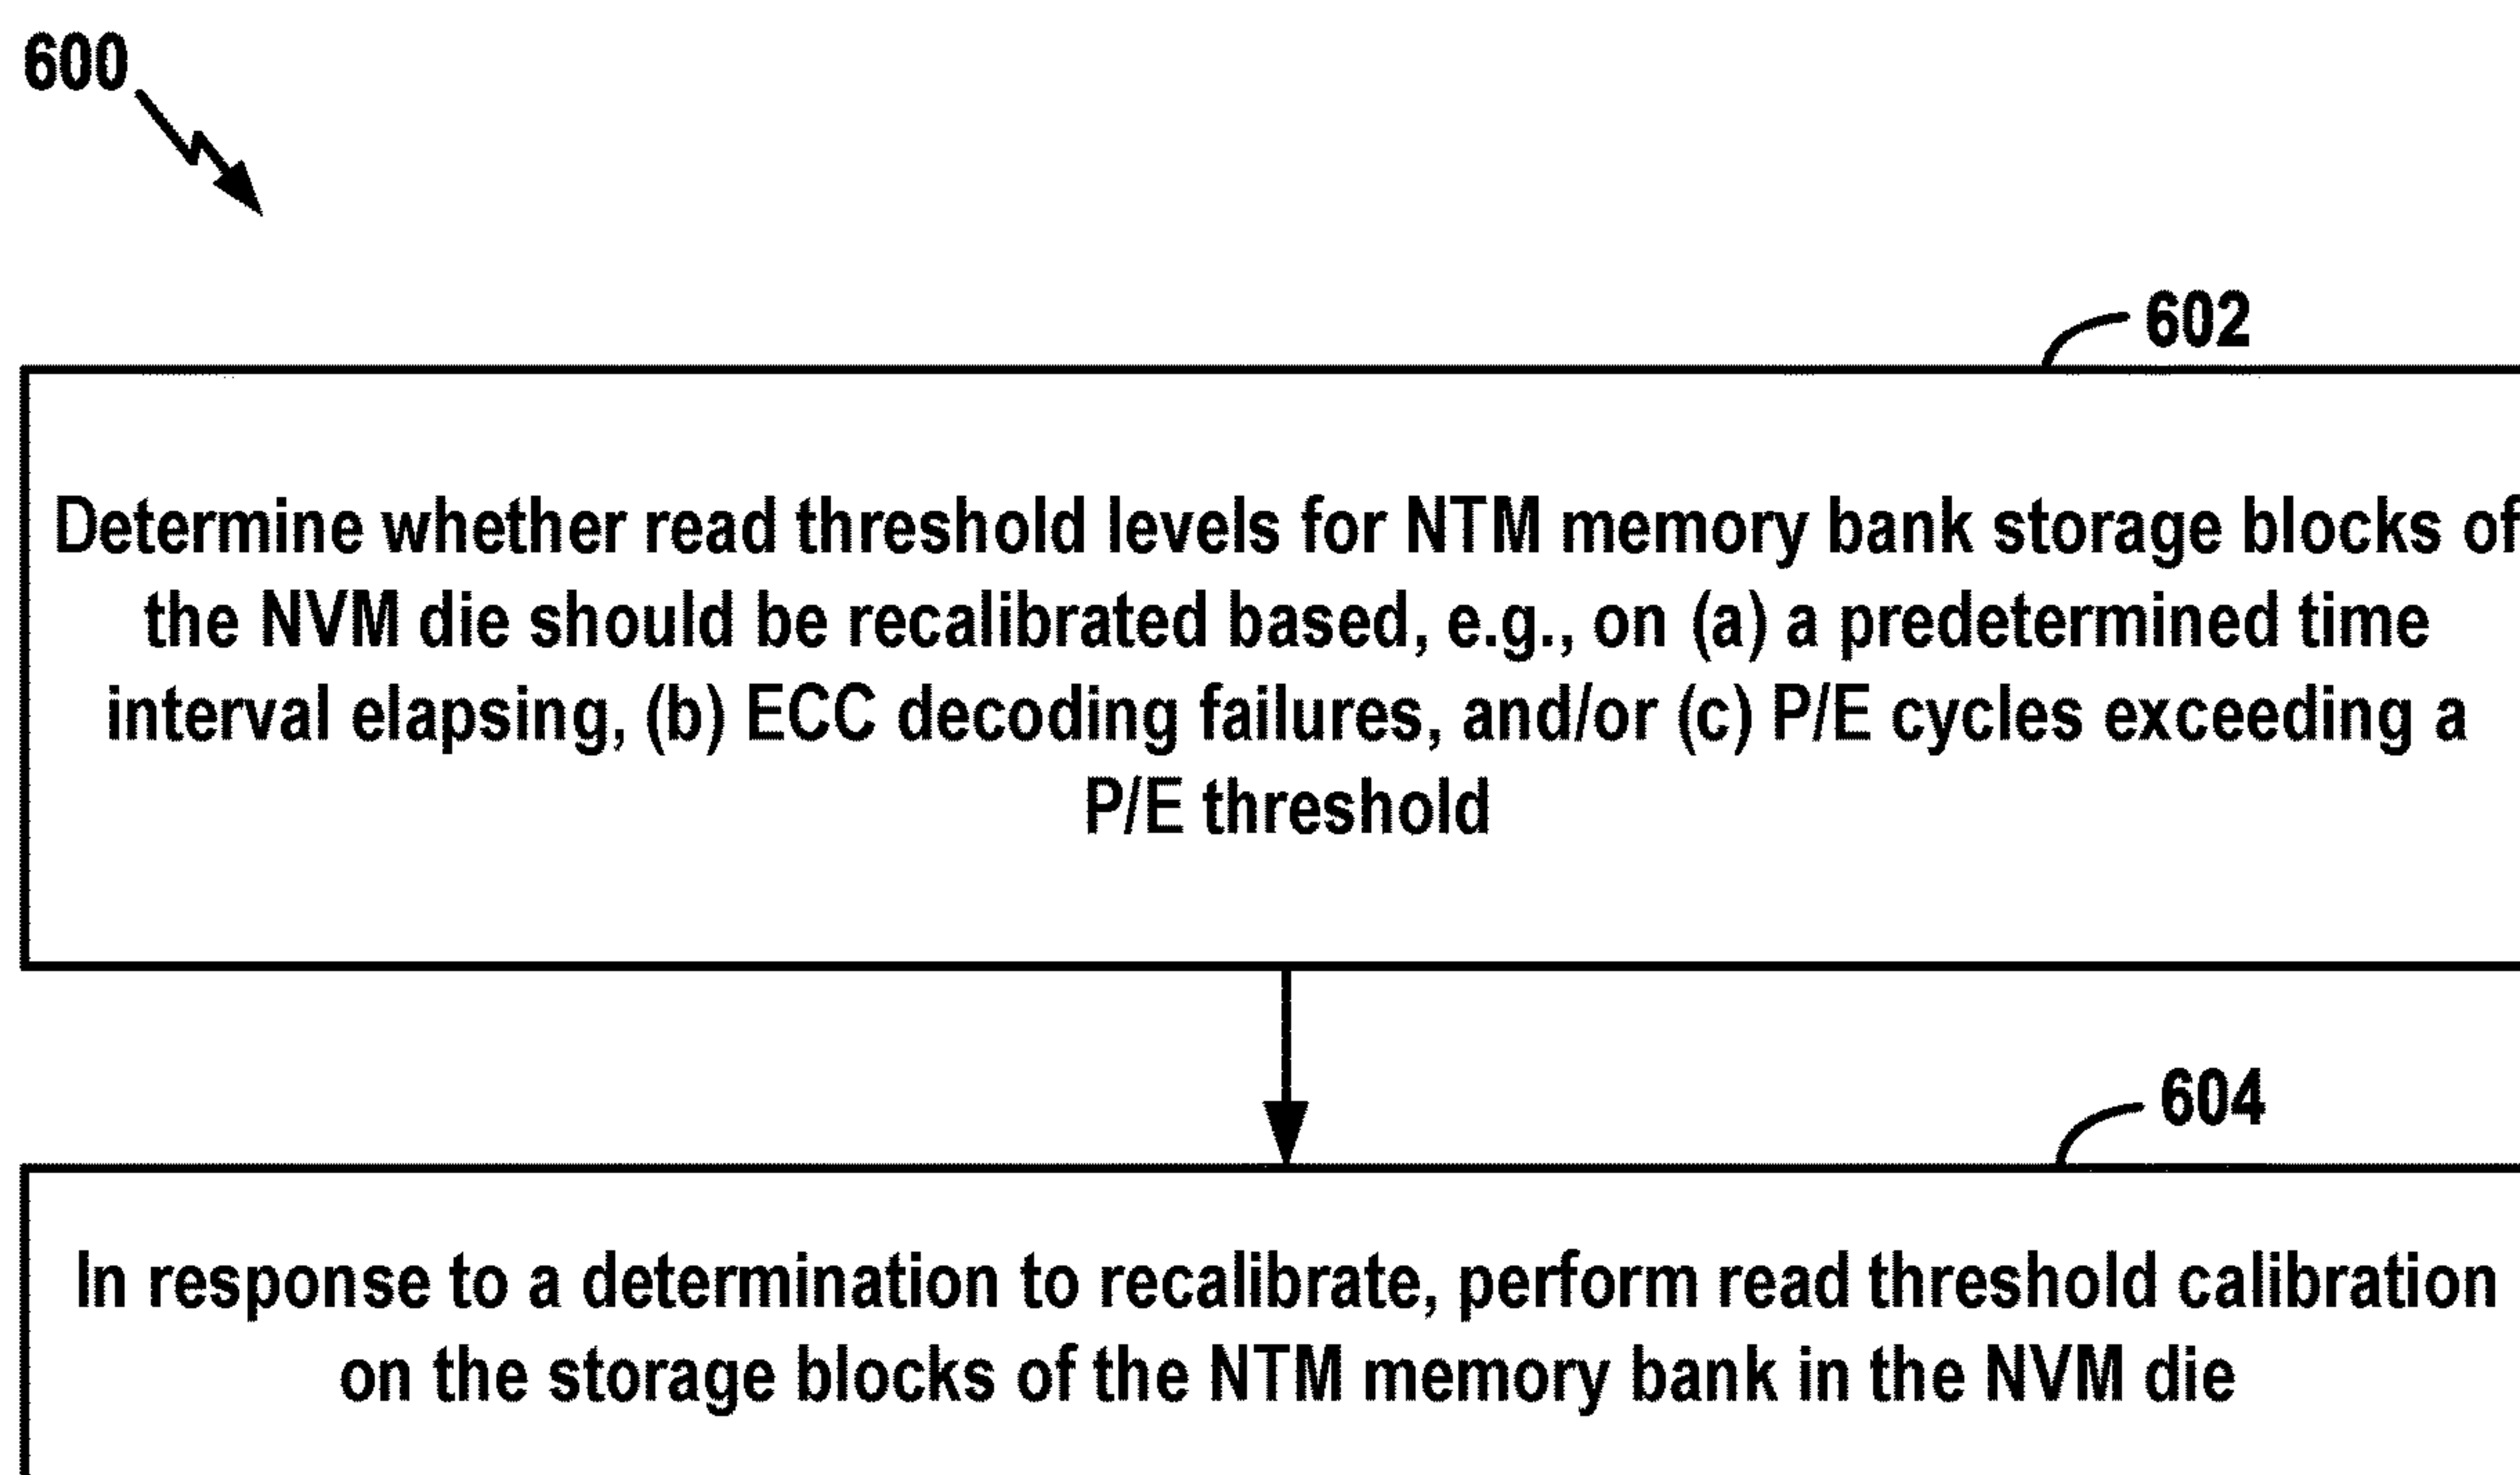 600
602
Determine whether read threshold levels for NTM memory bank storage blocks of
the NVM die should be recalibrated based, e.g., on (a) a predetermined time
interval elapsing, (b) ECC decoding failures, and/or (c) P/E cycles exceeding a
P/E threshold
604
In response to a determination to recalibrate, perform read threshold calibration
on the storage blocks of the NTM memory bank in the NVM die